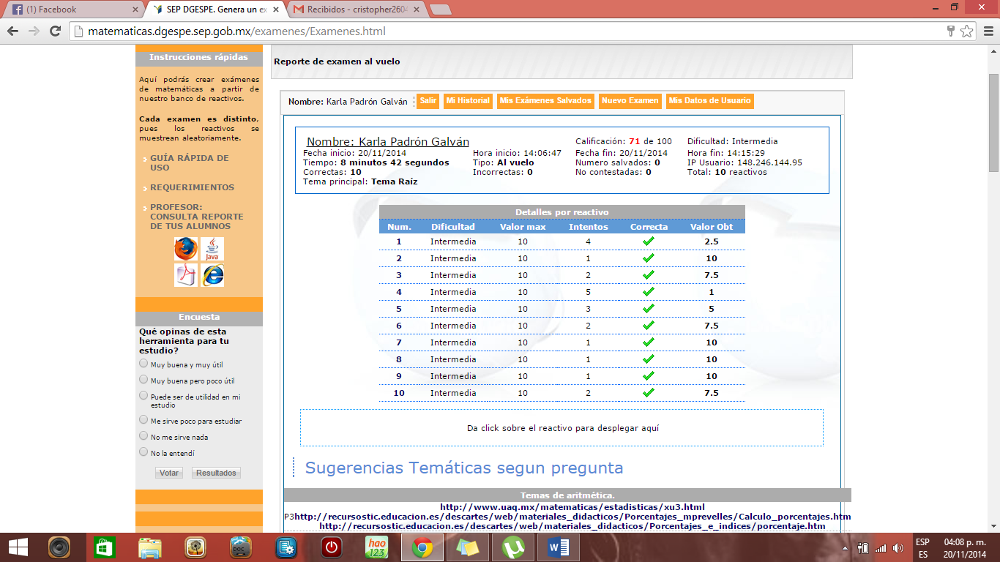 (1) Facebook
SEP DGESPE. Genera un ex
Recibidos - cristopher2604
matematicas.dgespe.sep.gob.mx/examenes/Examenes.html
Instrucciones rápidas
Aquí podrás crear exámenes
de matemáticas a partir de
nuestro banco de reactivos.
Cada examen es distinto,
pues los reactivos se
muestrean aleatoriamente.
GUÍA RÁPIDA DE
USO
REQUERIMIENTOS
PROFESOR:
CONSULTA REPORTE
DE TUS ALUMNOS
Java
Encuesta
Qué opinas de esta
herramienta para tu
estudio?
Muy buena y muy útil
Muy buena pero poco útil
Puede ser de utilidad en mi
estudio
Me sirve poco para estudiar
No me sirve nada
No la entendí
Votar Resultados
Reporte de examen al vuelo
Nombre: Karla Padrón Galván Salir Mi Historial Mis Exámenes Salvados Nuevo Examen Mis Datos de Usuario
Nombre: Karla Padrón Galván Calificación: 71 de 100 Dificultad: Intermedia
Fecha inicio: 20/11/2014 Hora inicio: 14:06:47 Fecha fin: 20/11/2014 Hora fin: 14:15:29
Tiempo: 8 minutos 42 segundos Tipo: Al vuelo Numero salvados: 0 IP Usuario: 148.246.144.95
Correctas: 10 Incorrectas: 0 No contestadas: 0 Total: 10 reactivos
Tema principal: Tema Raíz
Detalles por reactivo
Num. Dificultad Valor max Intentos Correcta Valor Obt
1 Intermedia 10 4 2.5
2 Intermedia 10 1 10
3 Intermedia 10 2 7.5
4 Intermedia 10 5 1
5 Intermedia 10 3 5
6 Intermedia 10 2 7.5
7 Intermedia 10 1 10
8 Intermedia 10 1 10
9 Intermedia 10 1 10
10 Intermedia 10 2 7.5
Da click sobre el reactivo para desplegar aquí
Sugerencias Temáticas segun pregunta
Temas de aritmética.
http://www.uaq.mx/matematicas/estadisticas/xu3.html
P3http://recursostic.educacion.es/descartes/web/materiales_didacticos/Porcentajes_mprevelles/Calculo_porcentajes.htm
http://recursostic.educacion.es/descartes/web/materiales_didacticos/Porcentajes_e_indices/porcentaje.htm
DOC
hao
123
ESP
ES
04:08 p. m.
20/11/2014